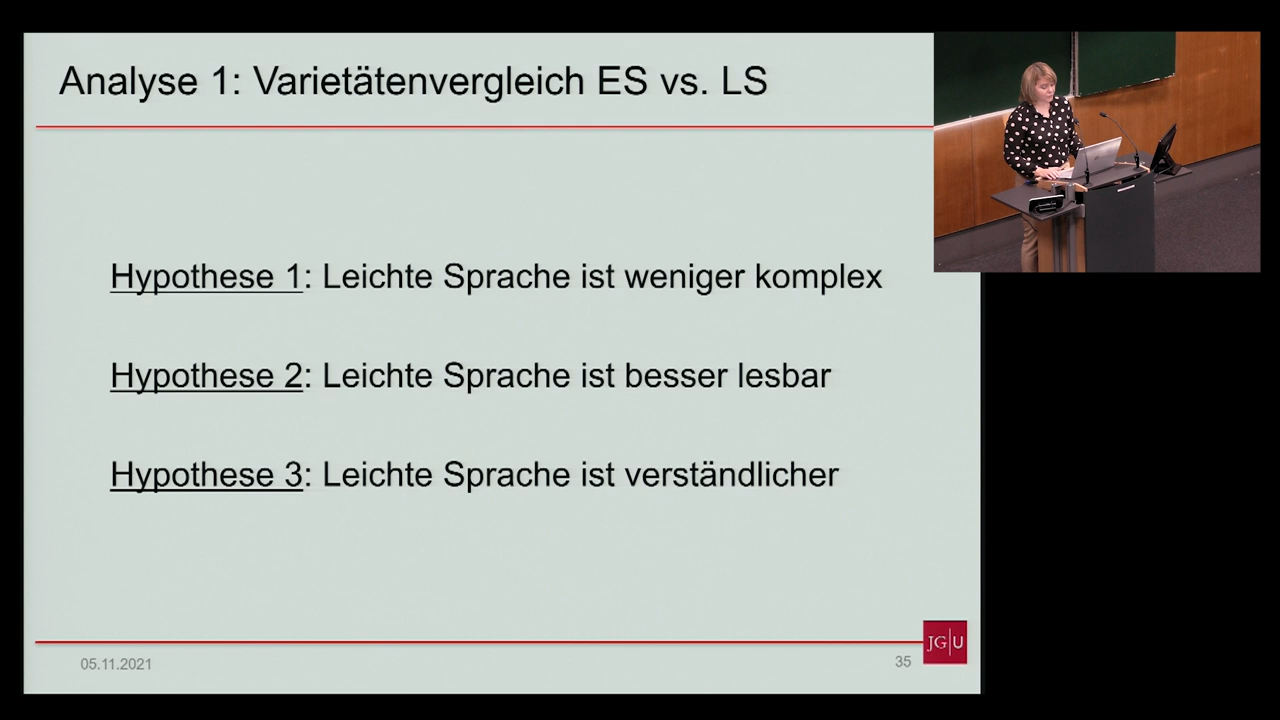 Analyse 1: Varietätenvergleich ES vs. LS
Hypothese 1: Leichte Sprache ist weniger komplex
Hypothese 2: Leichte Sprache ist besser lesbar
Hypothese 3: Leichte Sprache ist verständlicher
05.11.2021
35
JG|U